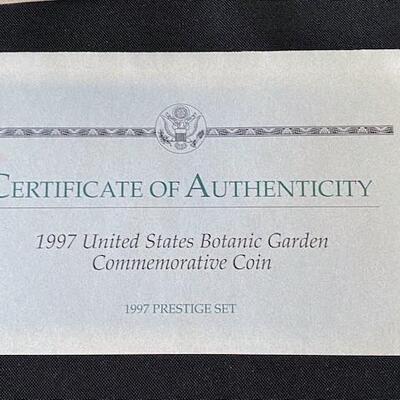 CERTIFICATE OF AUTHENTICITY
1997 United States Botanic Garden
Commemorative Coin
1997 PRESTIGE SET